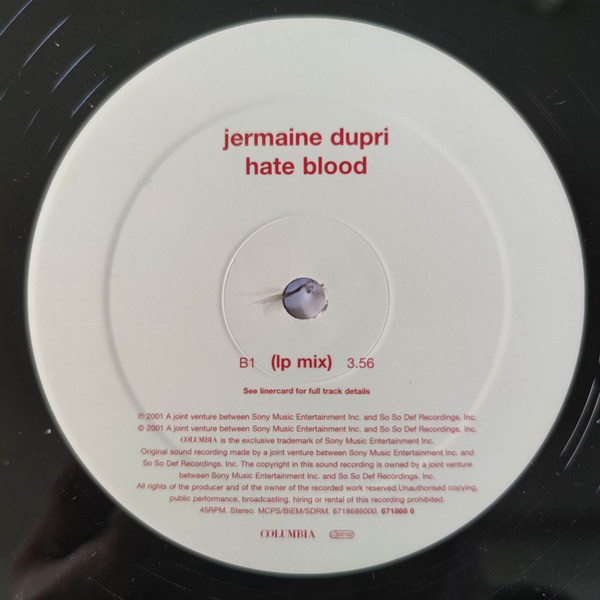 jermaine dupri
hate blood
B1 (lp mix) 3.56
See linercard for full track details
℗ 2001 A joint venture between Sony Music Entertainment Inc. and So So Def Recordings, Inc.
© 2001 A joint venture between Sony Music Entertainment Inc. and So So Def Recordings, Inc.
COLUMBIA is the exclusive trademark of Sony Music Entertainment Inc.
Original sound recording made by a joint venture between Sony Music Entertainment Inc. and
So So Def Recordings. Inc. The copyright in this sound recording is owned by a joint venture
between Sony Music Entertainment Inc. and So So Def Recordings. Inc.
All rights of the producer and of the owner of the recorded work reserved.Unauthorised copying,
public performance, broadcasting, hiring or rental of this recording prohibited.
45RPM. Stereo. MCPS/BIEM/SDRM. 6718686000. 671868 6
COLUMBIA